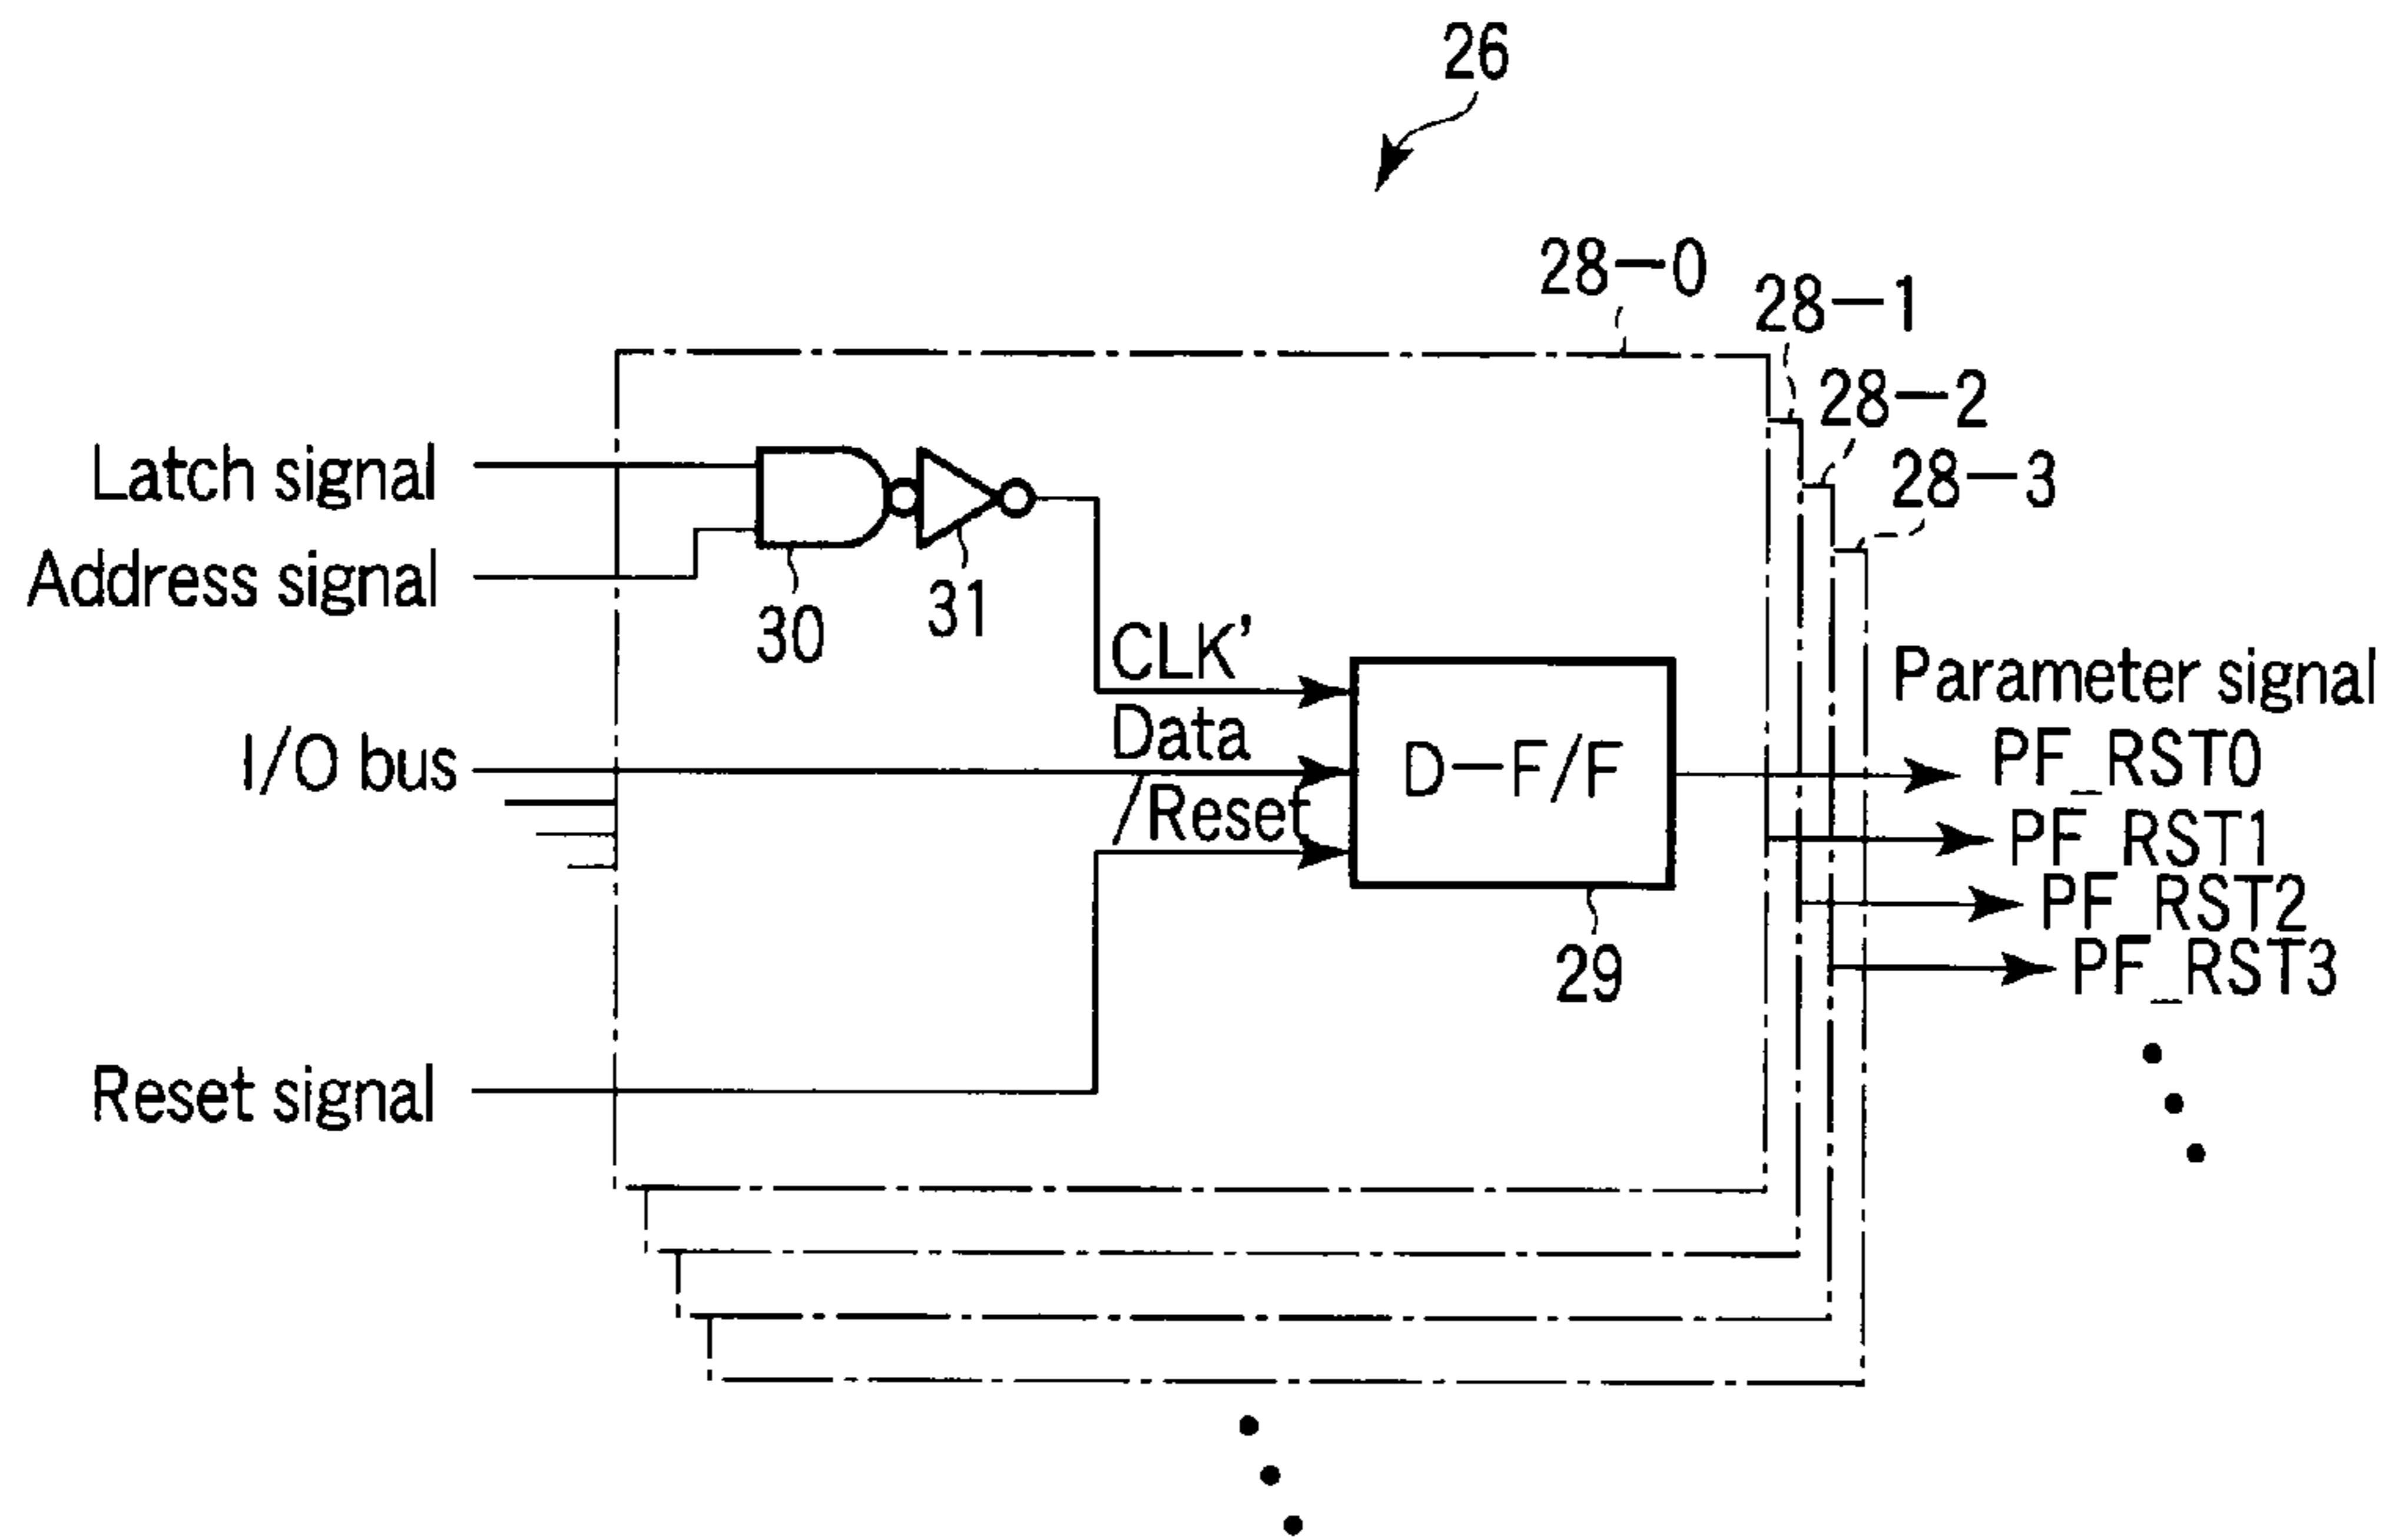 26
28-0
28-1
28-2
28-3
Latch signal
Address signal
30
31
CLK'
Parameter signal
Data
I/O bus
D-F/F
PF_RST0
/Reset
PF_RST1
PF_RST2
29
PF_RST3
Reset signal